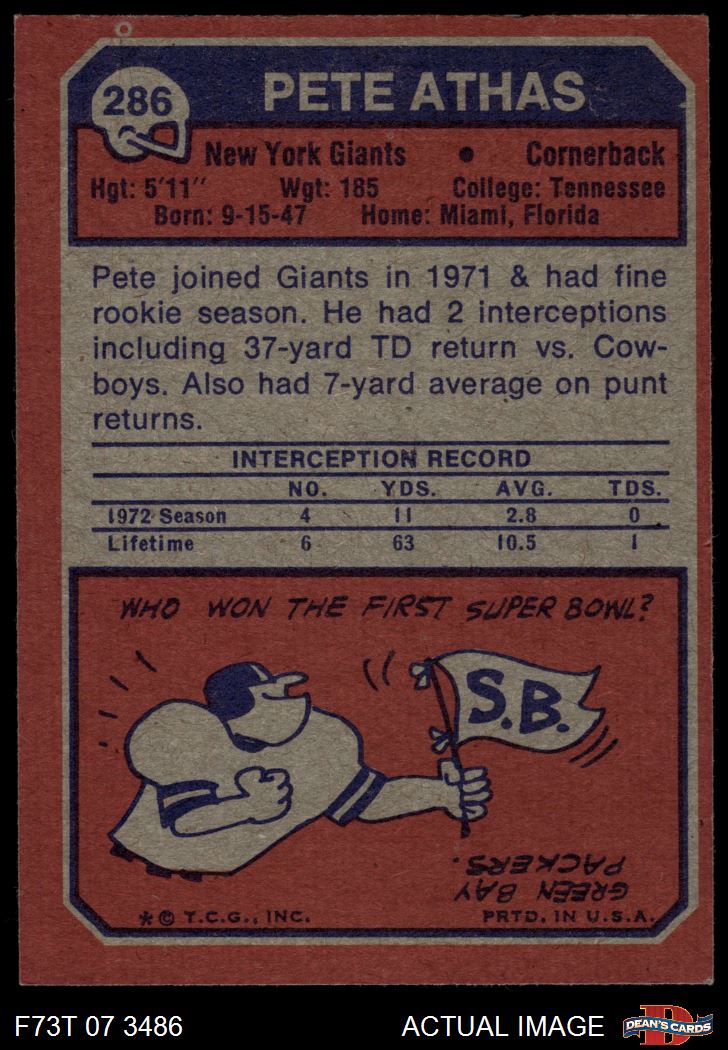 286
PETE ATHAS
New York Giants • Cornerback
Hgt: 5'11" Wgt: 185 College: Tennessee
Born: 9-15-47 Home: Miami, Florida
Pete joined Giants in 1971 & had fine
rookie season. He had 2 interceptions
including 37-yard TD return vs. Cow-
boys. Also had 7-yard average on punt
returns.
INTERCEPTION RECORD
NO. YDS. AVG. TDS.
1972 Season 4 11 2.8 0
Lifetime 6 63 10.5 1
WHO WON THE FIRST SUPER BOWL?
S.B.
GREEN BAY
PACKERS.
* © T.C.G., INC. PRTD. IN U.S.A.
F73T 07 3486 ACTUAL IMAGE
D
DEAN'S CARDS